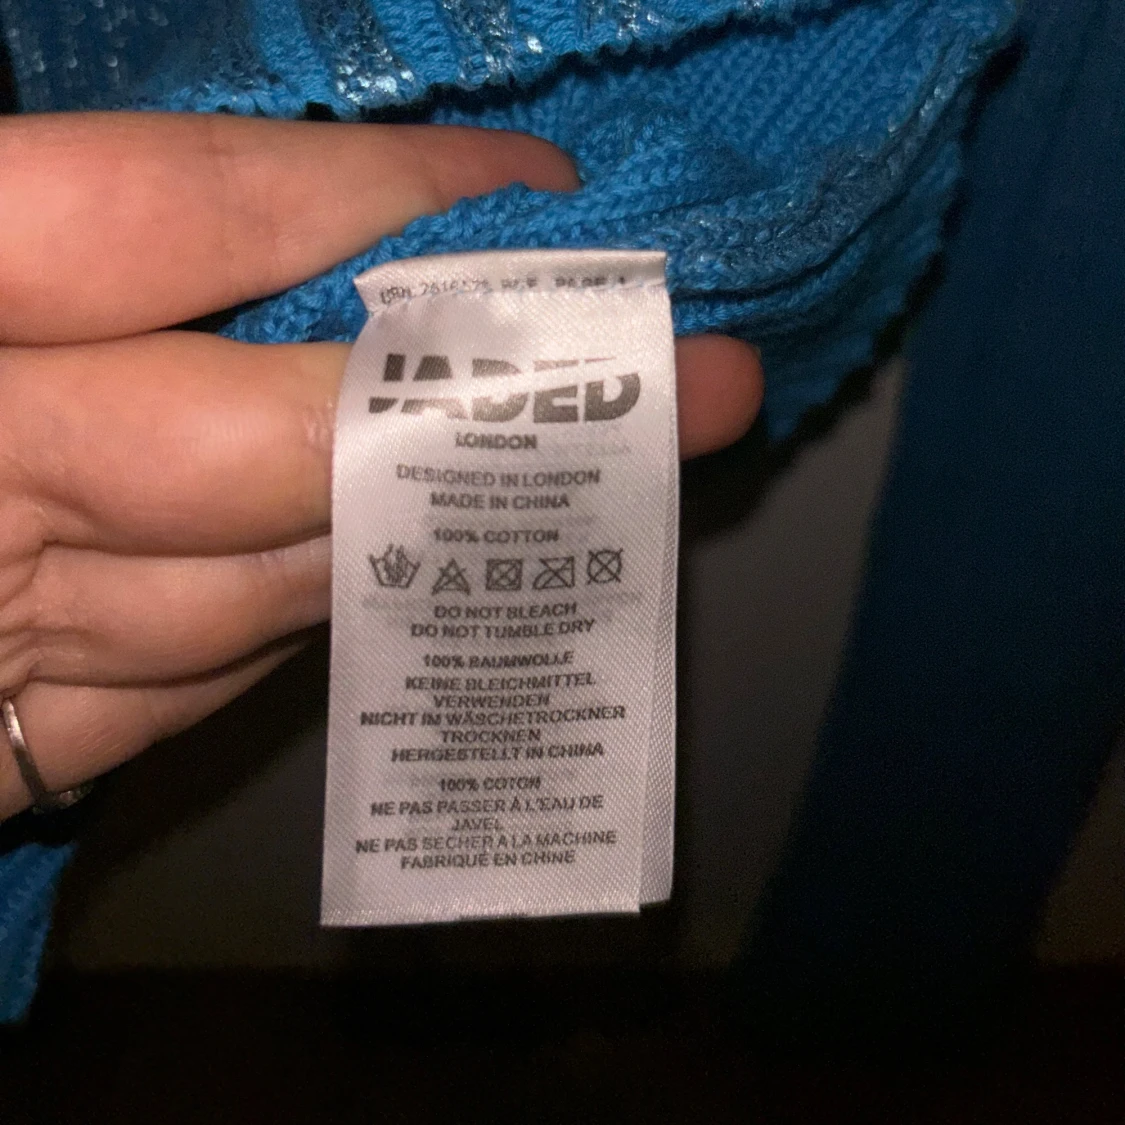 JADED
LONDON
DESIGNED IN LONDON
MADE IN CHINA
100% COTTON
DO NOT BLEACH
DO NOT TUMBLE DRY
100% BAUMWOLLE
KEINE BLEICHMITTEL
VERWENDEN
NICHT IM WÄSCHETROCKNER
TROCKNEN
HERGESTELLT IN CHINA
100% COTON
NE PAS PASSER À L'EAU DE
JAVEL
NE PAS SECHER A LA MACHINE
FABRIQUÉ EN CHINE